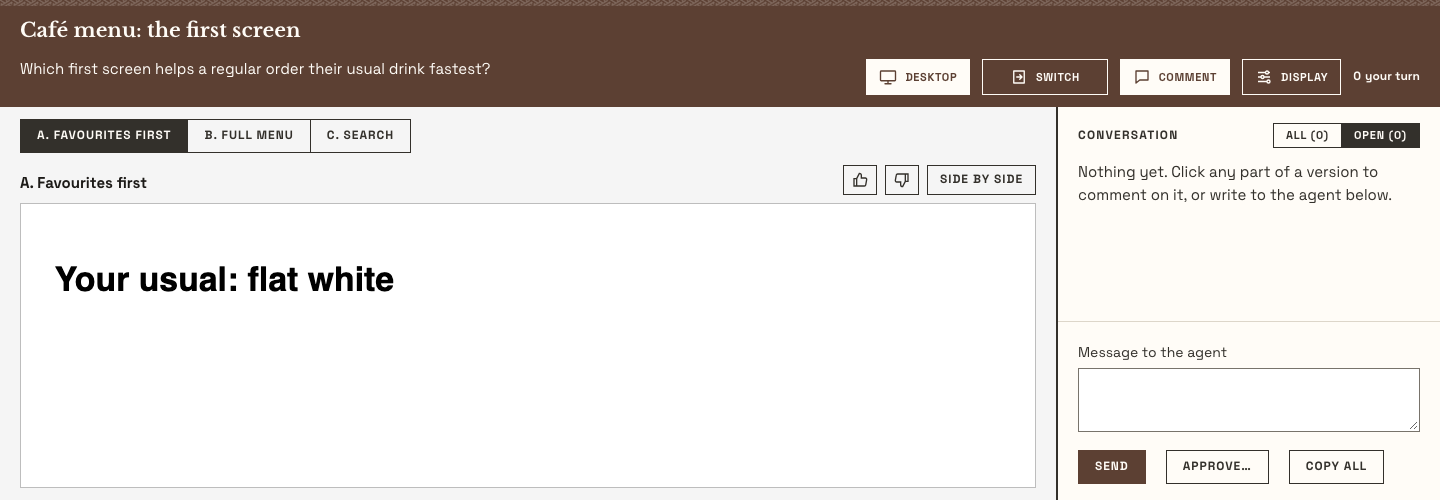 Café menu: the first screen
Which first screen helps a regular order their usual drink fastest?
DESKTOP
SWITCH
COMMENT
DISPLAY
0 your turn
A. FAVOURITES FIRST
B. FULL MENU
C. SEARCH
A. Favourites first
SIDE BY SIDE
Your usual: flat white
CONVERSATION
ALL (0)
OPEN (0)
Nothing yet. Click any part of a version to
comment on it, or write to the agent below.
Message to the agent
SEND
APPROVE…
COPY ALL